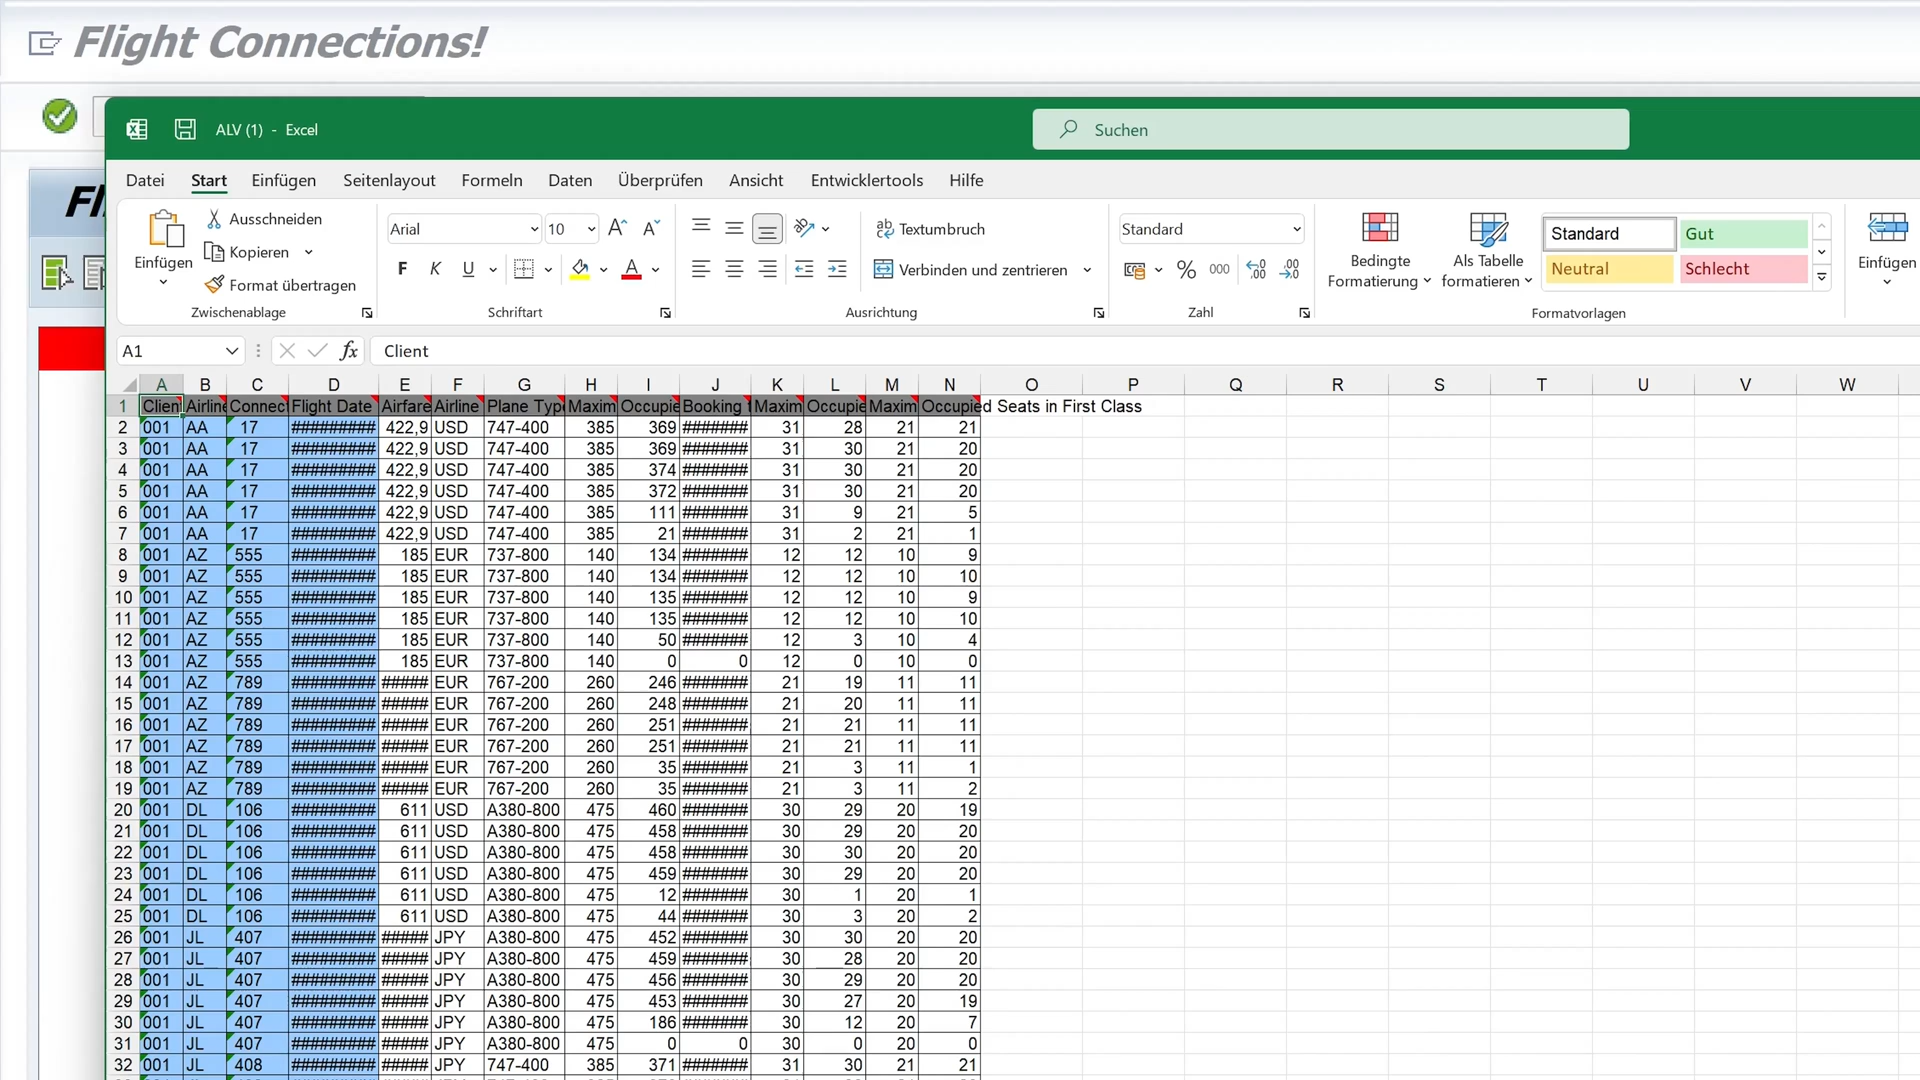 Flight Connections!
ALV (1) - Excel
Suchen
Datei Start Einfügen Seitenlayout Formeln Daten Überprüfen Ansicht Entwicklertools Hilfe
Fl
Einfügen
Ausschneiden
Kopieren
Format übertragen
Zwischenablage
Arial 10
F K U
Schriftart
Textumbruch
Verbinden und zentrieren
Ausrichtung
Standard
% 000
Zahl
Bedingte
Formatierung
Als Tabelle
formatieren
Standard Gut
Neutral Schlecht
Formatvorlagen
Einfügen
A1 fx Client
A B C D E F G H I J K L M N O P Q R S T U V W
1 Client Airline Connect Flight Date Airfare Airline Plane Type Maxim Occupie Booking t Maxim Occupie Maxim Occupied Seats in First Class
2 001 AA 17 ######### 422,9 USD 747-400 385 369 ####### 31 28 21 21
3 001 AA 17 ######### 422,9 USD 747-400 385 369 ####### 31 30 21 20
4 001 AA 17 ######### 422,9 USD 747-400 385 374 ####### 31 30 21 20
5 001 AA 17 ######### 422,9 USD 747-400 385 372 ####### 31 30 21 20
6 001 AA 17 ######### 422,9 USD 747-400 385 111 ####### 31 9 21 5
7 001 AA 17 ######### 422,9 USD 747-400 385 21 ####### 31 2 21 1
8 001 AZ 555 ######### 185 EUR 737-800 140 134 ####### 12 12 10 9
9 001 AZ 555 ######### 185 EUR 737-800 140 134 ####### 12 12 10 10
10 001 AZ 555 ######### 185 EUR 737-800 140 135 ####### 12 12 10 9
11 001 AZ 555 ######### 185 EUR 737-800 140 135 ####### 12 12 10 10
12 001 AZ 555 ######### 185 EUR 737-800 140 50 ####### 12 3 10 4
13 001 AZ 555 ######### 185 EUR 737-800 140 0 0 12 0 10 0
14 001 AZ 789 ######### ##### EUR 767-200 260 246 ####### 21 19 11 11
15 001 AZ 789 ######### ##### EUR 767-200 260 248 ####### 21 20 11 11
16 001 AZ 789 ######### ##### EUR 767-200 260 251 ####### 21 21 11 11
17 001 AZ 789 ######### ##### EUR 767-200 260 251 ####### 21 21 11 11
18 001 AZ 789 ######### ##### EUR 767-200 260 35 ####### 21 3 11 1
19 001 AZ 789 ######### ##### EUR 767-200 260 35 ####### 21 3 11 2
20 001 DL 106 ######### 611 USD A380-800 475 460 ####### 30 29 20 19
21 001 DL 106 ######### 611 USD A380-800 475 458 ####### 30 29 20 20
22 001 DL 106 ######### 611 USD A380-800 475 458 ####### 30 30 20 20
23 001 DL 106 ######### 611 USD A380-800 475 459 ####### 30 29 20 20
24 001 DL 106 ######### 611 USD A380-800 475 12 ####### 30 1 20 1
25 001 DL 106 ######### 611 USD A380-800 475 44 ####### 30 3 20 2
26 001 JL 407 ######### ##### JPY A380-800 475 452 ####### 30 30 20 20
27 001 JL 407 ######### ##### JPY A380-800 475 459 ####### 30 28 20 20
28 001 JL 407 ######### ##### JPY A380-800 475 456 ####### 30 29 20 20
29 001 JL 407 ######### ##### JPY A380-800 475 453 ####### 30 27 20 19
30 001 JL 407 ######### ##### JPY A380-800 475 186 ####### 30 12 20 7
31 001 JL 407 ######### ##### JPY A380-800 475 0 0 30 0 20 0
32 001 JL 408 ######### ##### JPY 747-400 385 371 ####### 31 30 21 21